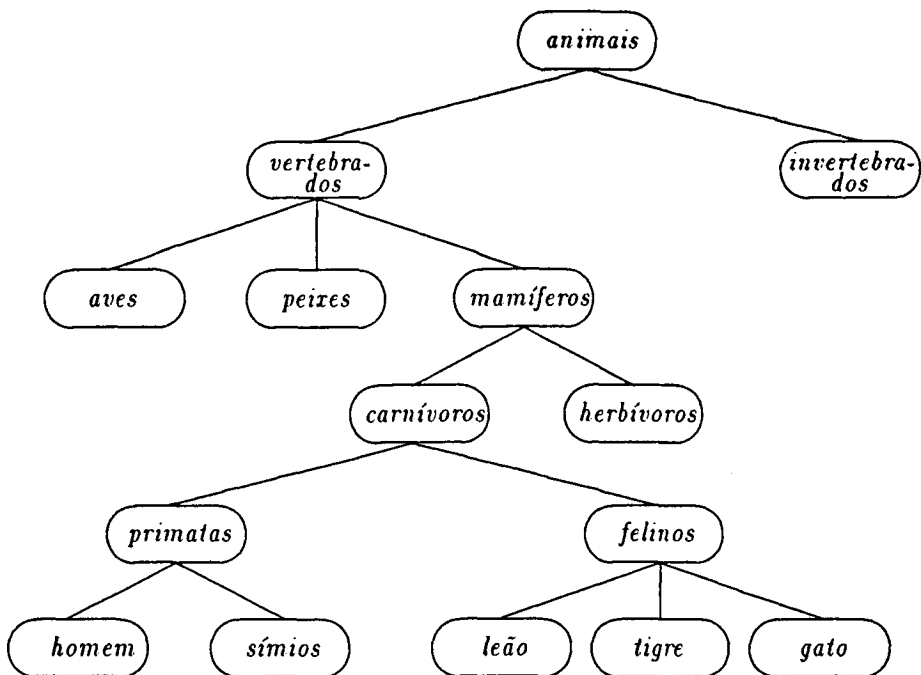 animais
vertebra-
dos
invertebra-
dos
aves
peixes
mamíferos
carnívoros
herbívoros
primatas
felinos
homem
símios
leão
tigre
gato